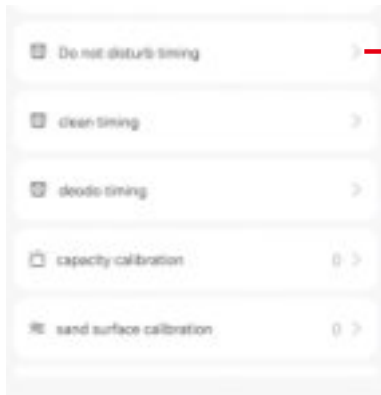 Do not disturb timing
clean timing
deodo timing
capacity calibration 0
sand surface calibration 0